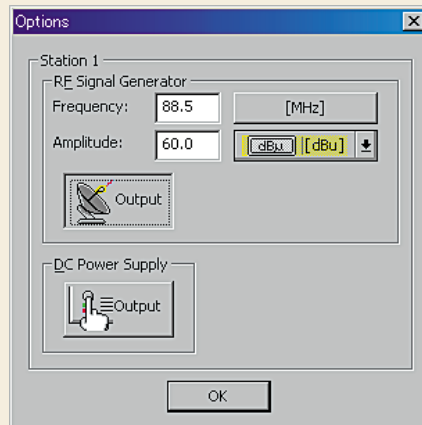 Options
Station 1
RF Signal Generator
Frequency: 88.5 [MHz]
Amplitude: 60.0 dBμ [dBu]
Output
DC Power Supply
Output
OK